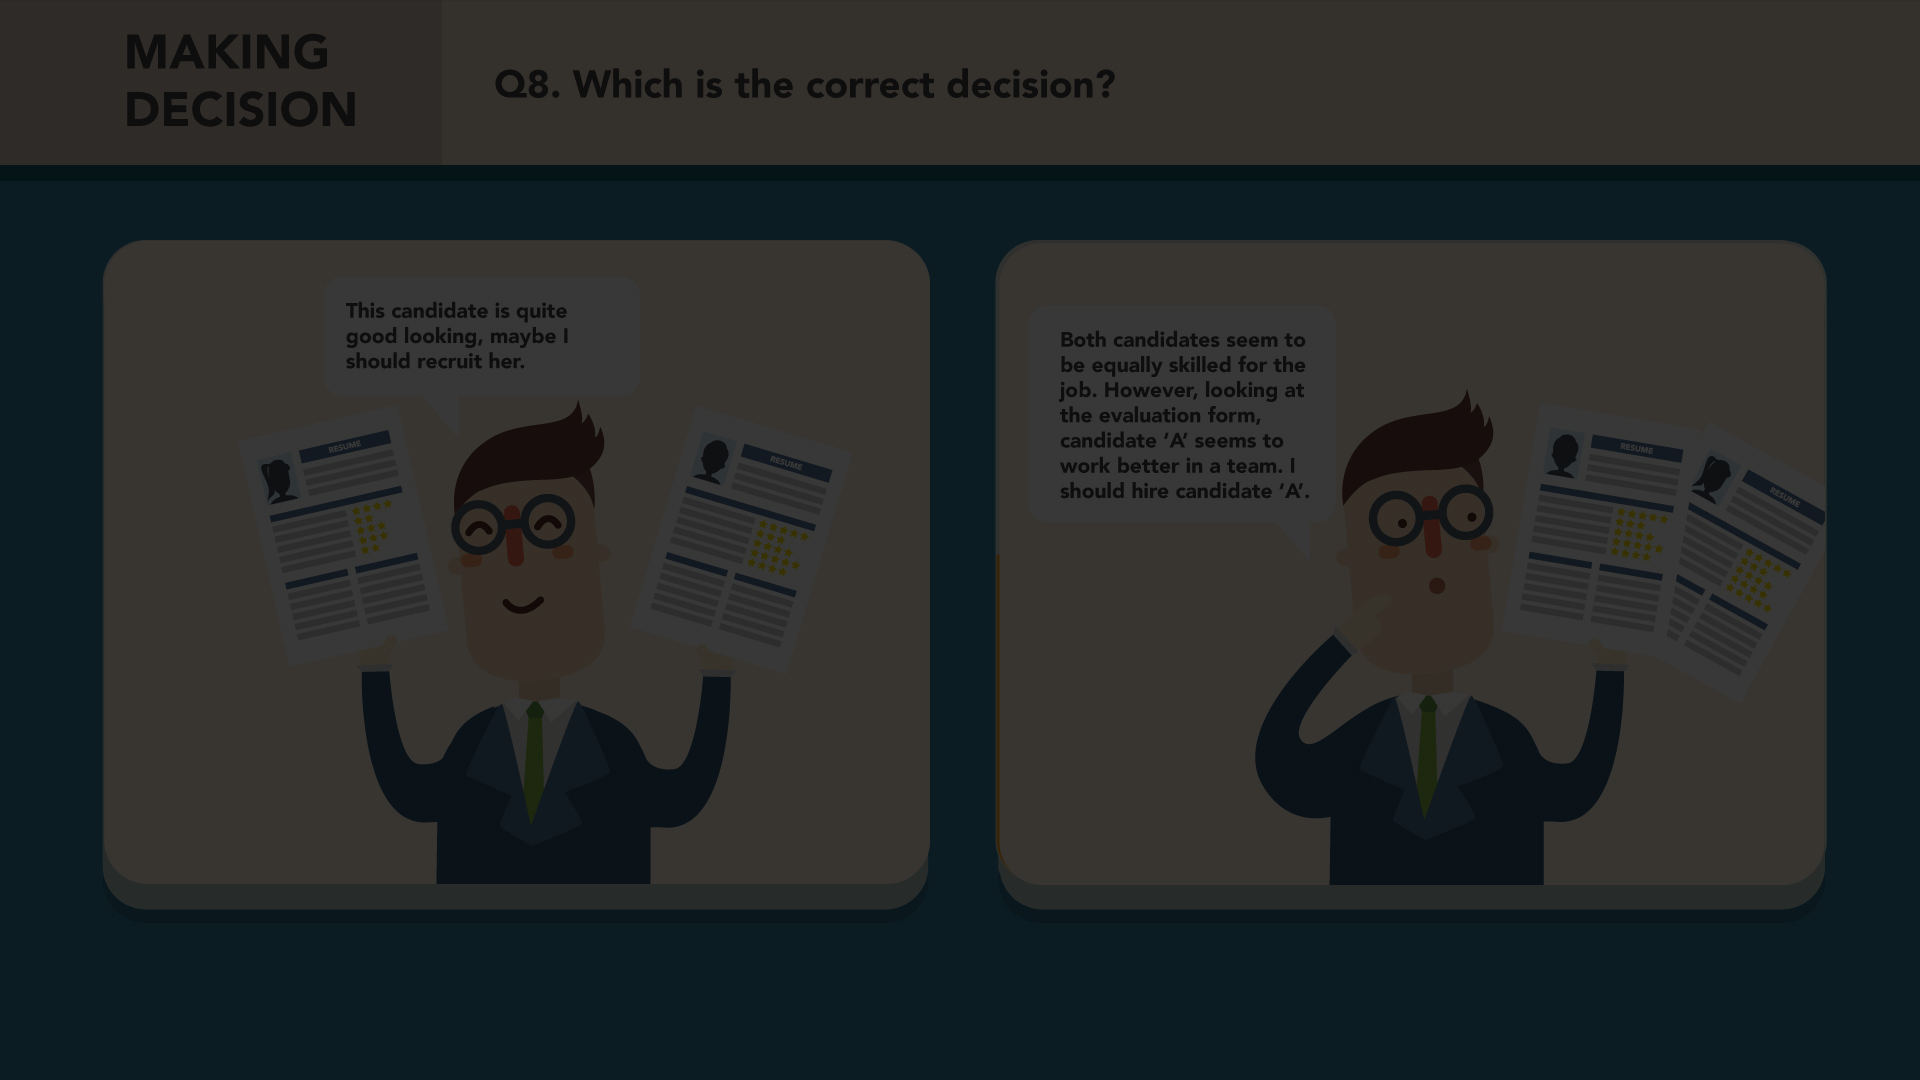 MAKING
DECISION
Q8. Which is the correct decision?
This candidate is quite
good looking, maybe I
should recruit her.
RESUME
RESUME
Both candidates seem to
be equally skilled for the
job. However, looking at
the evaluation form,
candidate ‘A’ seems to
work better in a team. I
should hire candidate ‘A’.
RESUME
RESUME